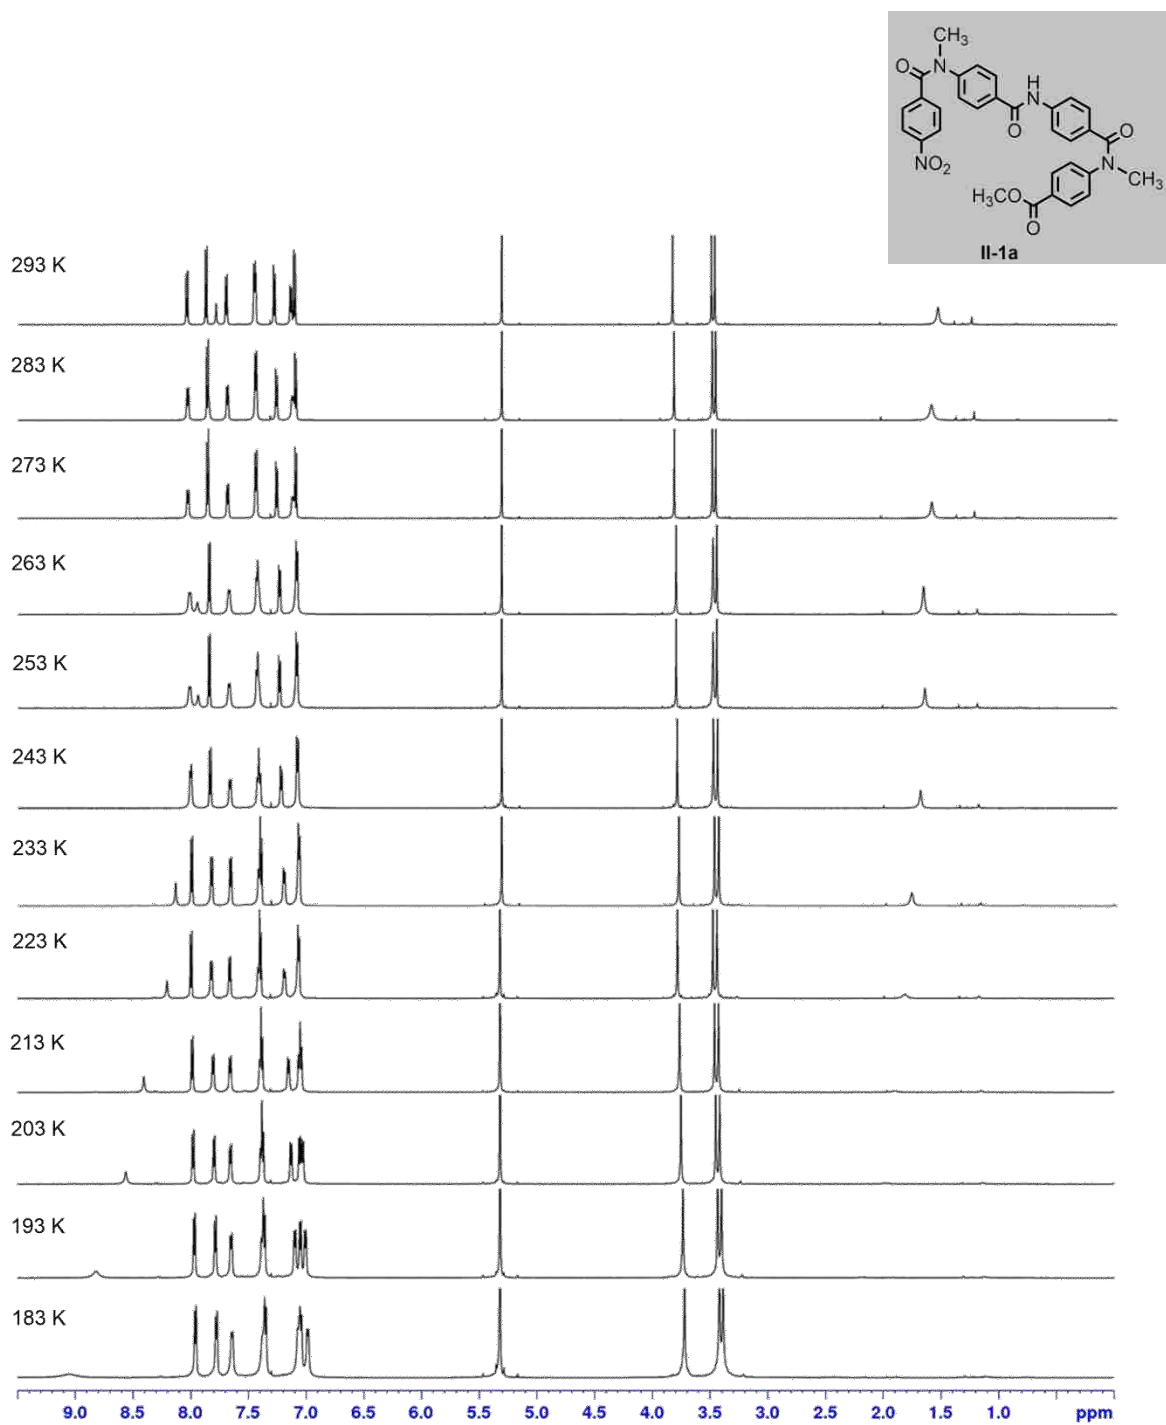 CH₃
O N
H
N
O
O
O
N
NO₂
CH₃
H₃CO
O
II-1a
293 K
283 K
273 K
263 K
253 K
243 K
233 K
223 K
213 K
203 K
193 K
183 K
9.0 8.5 8.0 7.5 7.0 6.5 6.0 5.5 5.0 4.5 4.0 3.5 3.0 2.5 2.0 1.5 1.0 ppm